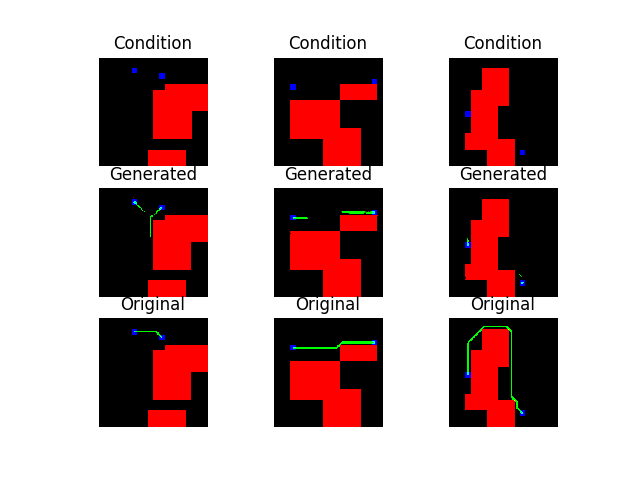 Condition Condition Condition
Generated Generated Generated
Original Original Original